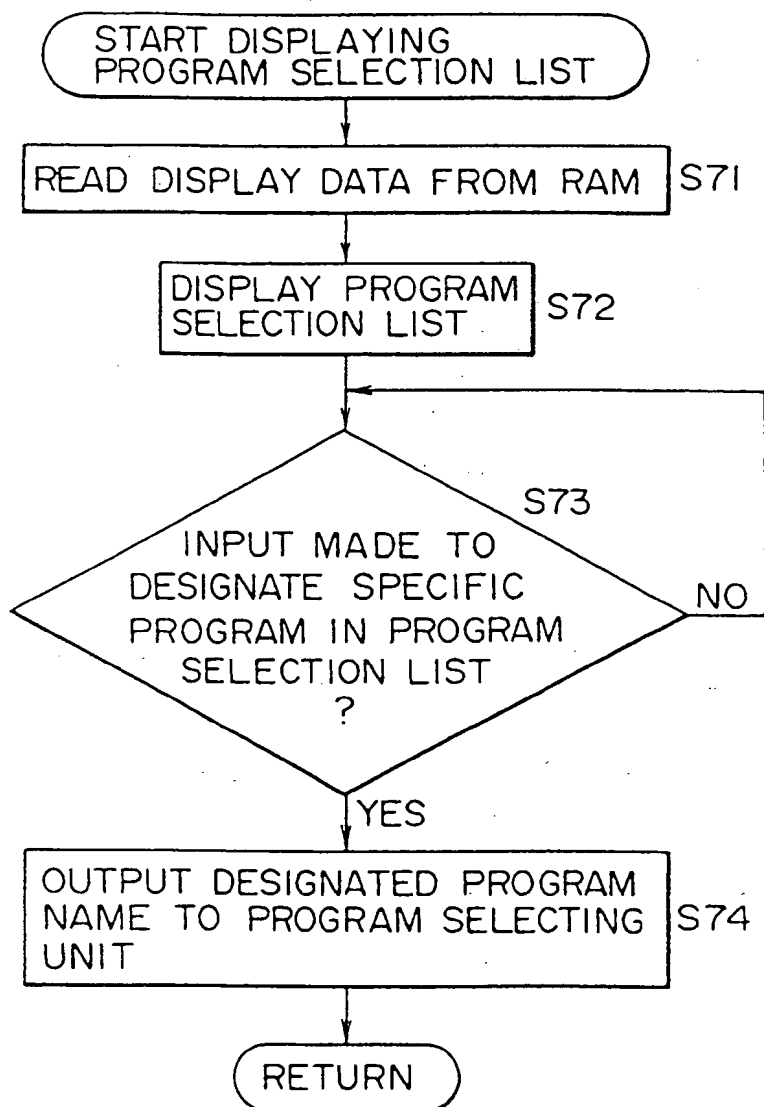 START DISPLAYING
PROGRAM SELECTION LIST
READ DISPLAY DATA FROM RAM
S71
DISPLAY PROGRAM
SELECTION LIST
S72
S73
INPUT MADE TO
DESIGNATE SPECIFIC
PROGRAM IN PROGRAM
SELECTION LIST
?
NO
YES
OUTPUT DESIGNATED PROGRAM
NAME TO PROGRAM SELECTING
UNIT
S74
RETURN